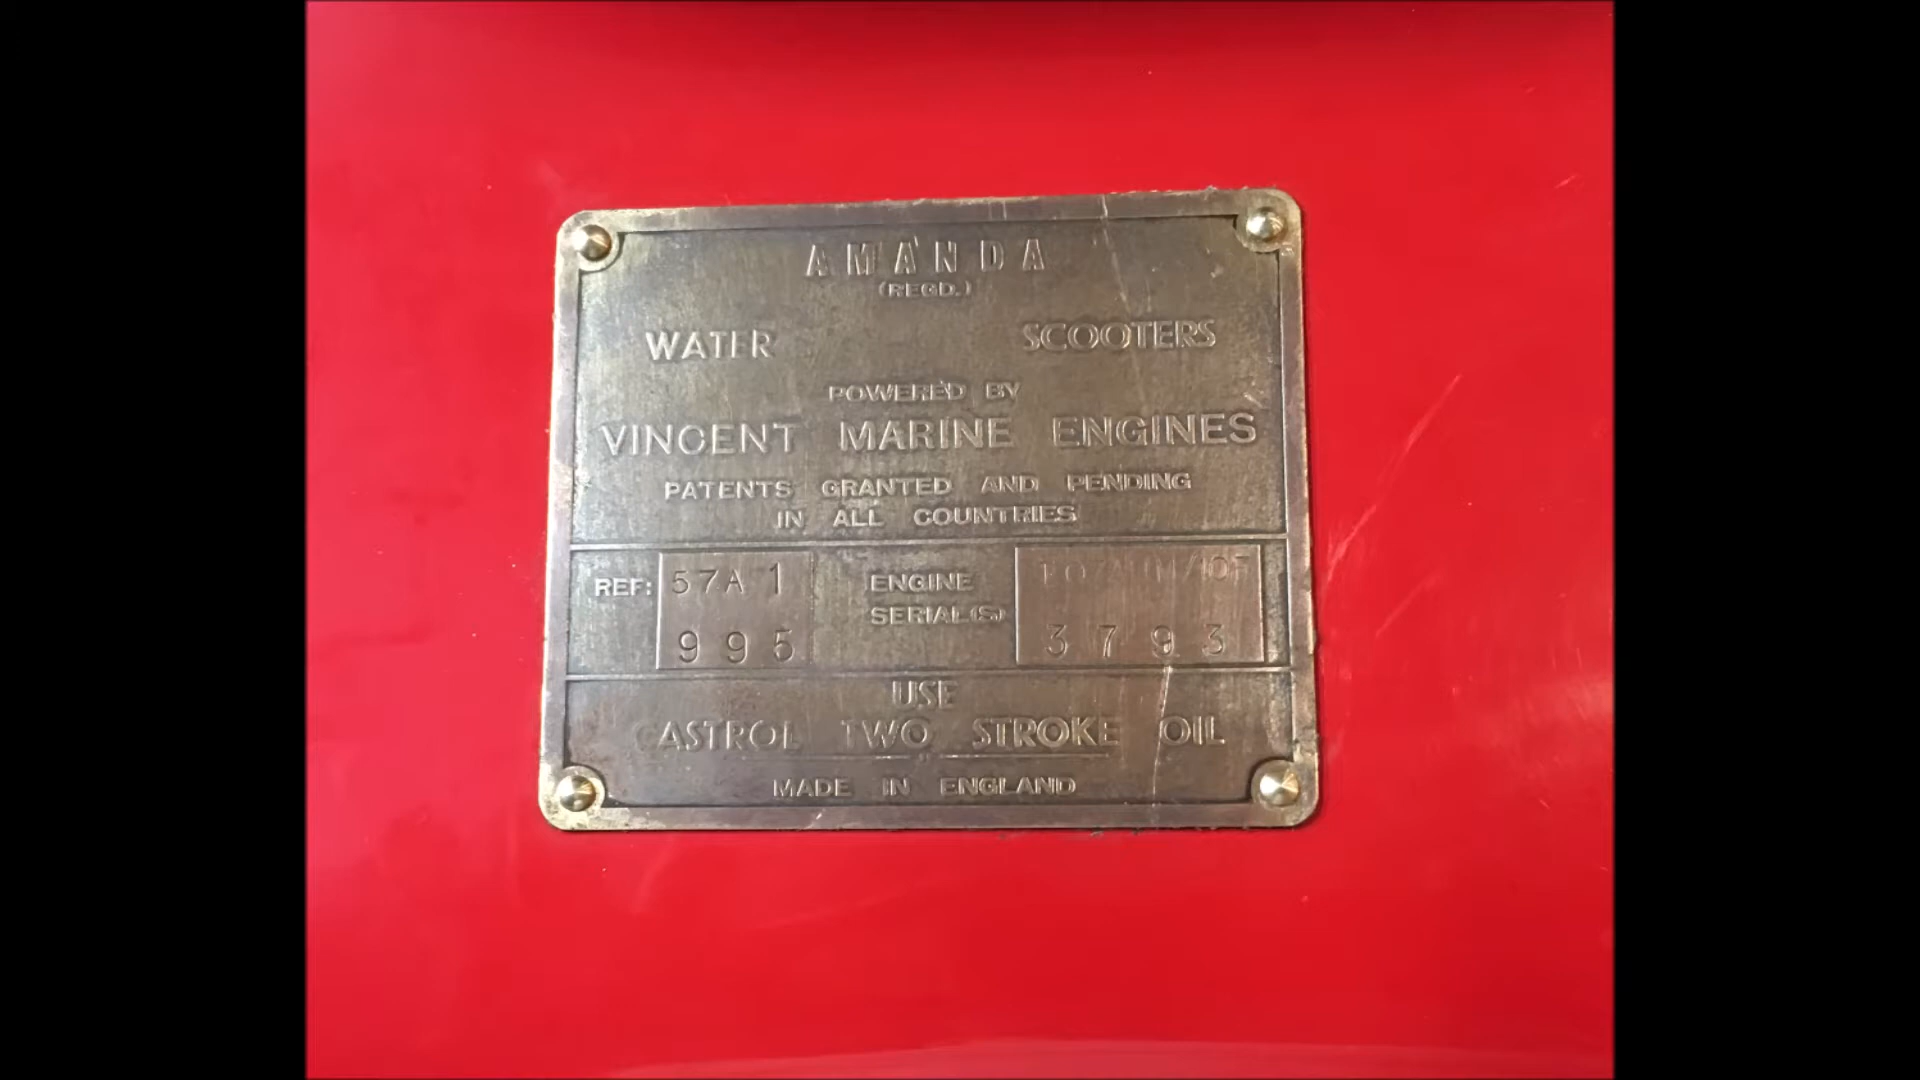 AMANDA
(REGD.)
WATER SCOOTERS
POWERED BY
VINCENT MARINE ENGINES
PATENTS GRANTED AND PENDING
IN ALL COUNTRIES
REF: 57A 1
995
ENGINE
SERIAL(S)
3793
USE
CASTROL TWO STROKE OIL
MADE IN ENGLAND